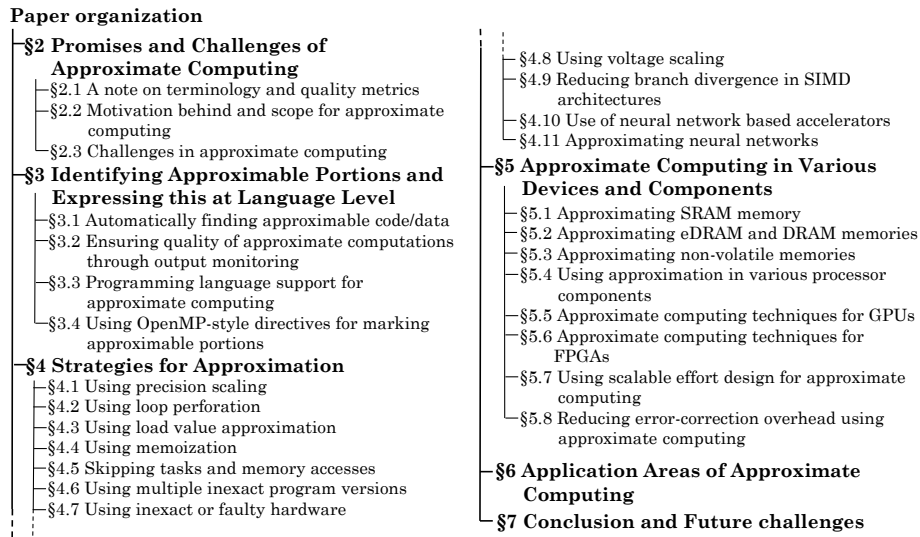 Paper organization
§2 Promises and Challenges of
Approximate Computing
§2.1 A note on terminology and quality metrics
§2.2 Motivation behind and scope for approximate
computing
§2.3 Challenges in approximate computing
§3 Identifying Approximable Portions and
Expressing this at Language Level
§3.1 Automatically finding approximable code/data
§3.2 Ensuring quality of approximate computations
through output monitoring
§3.3 Programming language support for
approximate computing
§3.4 Using OpenMP-style directives for marking
approximable portions
§4 Strategies for Approximation
§4.1 Using precision scaling
§4.2 Using loop perforation
§4.3 Using load value approximation
§4.4 Using memoization
§4.5 Skipping tasks and memory accesses
§4.6 Using multiple inexact program versions
§4.7 Using inexact or faulty hardware
§4.8 Using voltage scaling
§4.9 Reducing branch divergence in SIMD
architectures
§4.10 Use of neural network based accelerators
§4.11 Approximating neural networks
§5 Approximate Computing in Various
Devices and Components
§5.1 Approximating SRAM memory
§5.2 Approximating eDRAM and DRAM memories
§5.3 Approximating non-volatile memories
§5.4 Using approximation in various processor
components
§5.5 Approximate computing techniques for GPUs
§5.6 Approximate computing techniques for
FPGAs
§5.7 Using scalable effort design for approximate
computing
§5.8 Reducing error-correction overhead using
approximate computing
§6 Application Areas of Approximate
Computing
§7 Conclusion and Future challenges